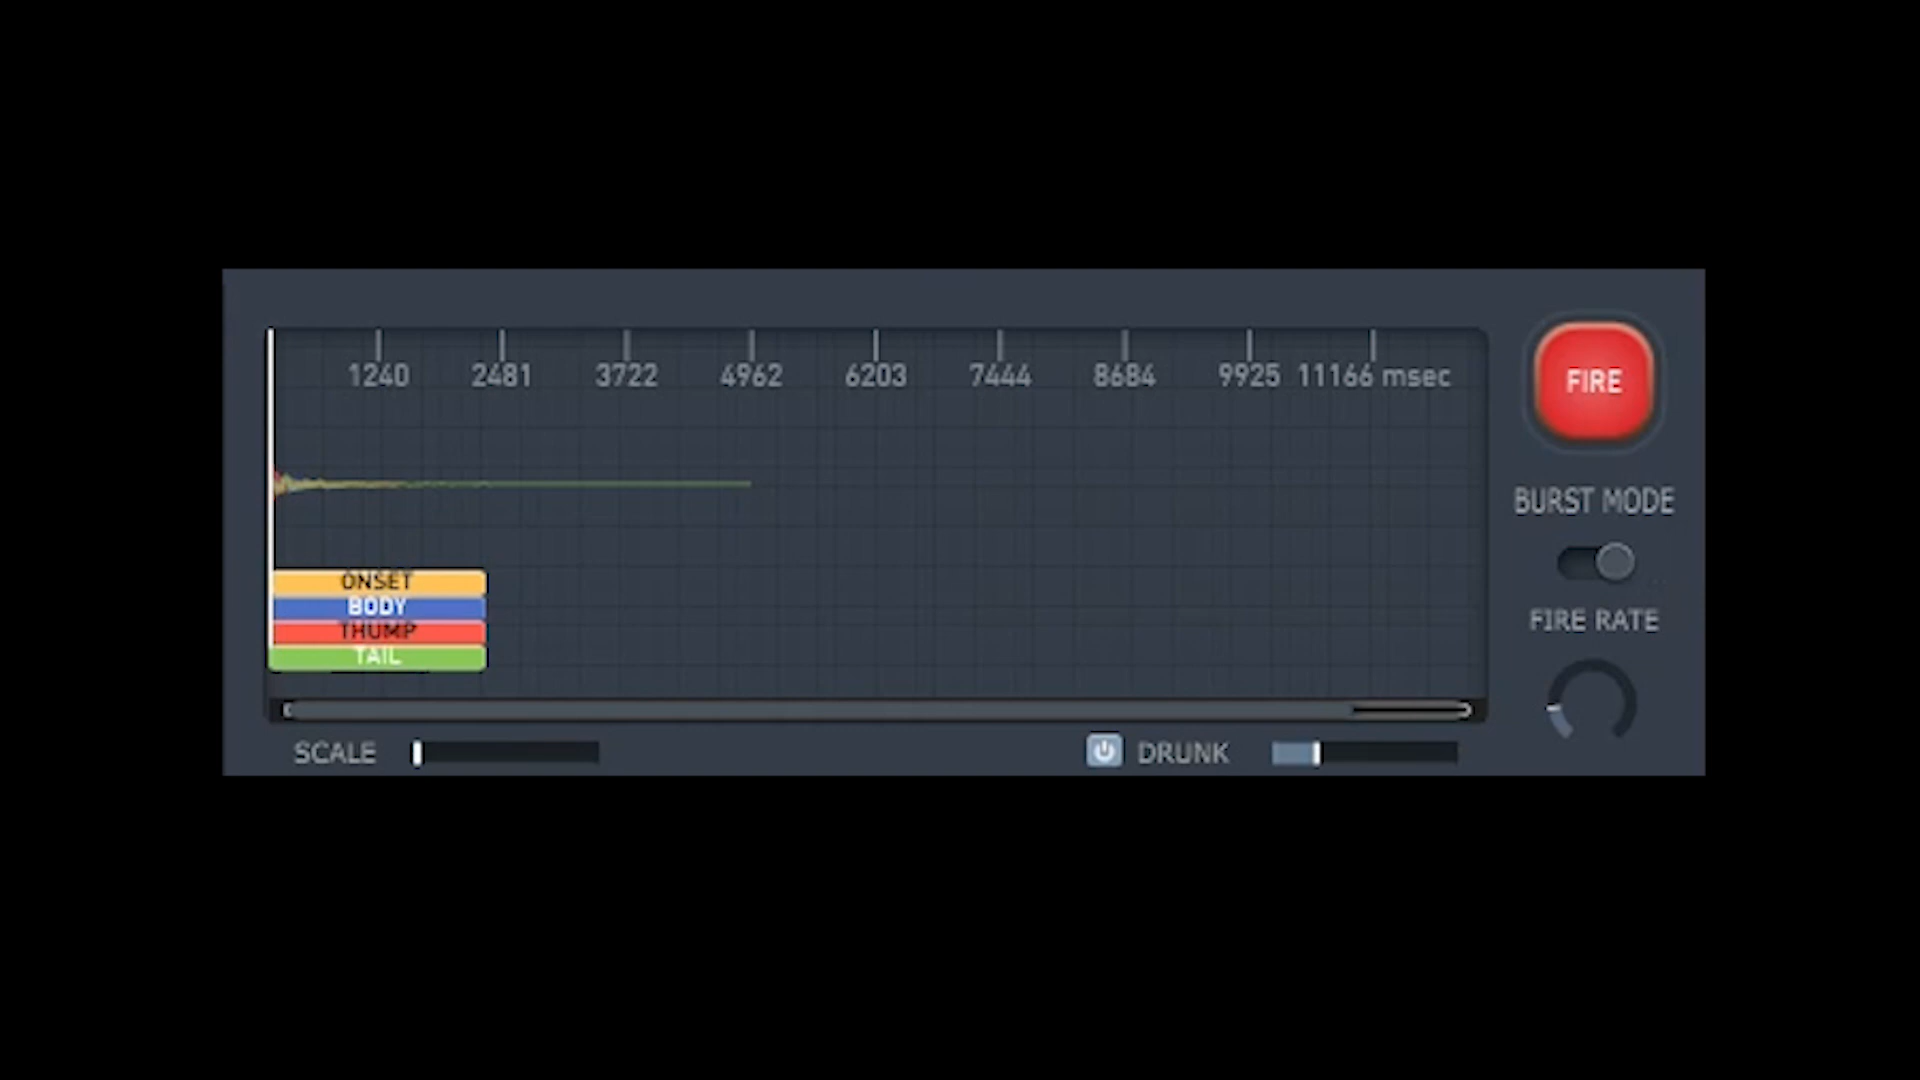 1240 2481 3722 4962 6203 7444 8684 9925 11166 msec
FIRE
BURST MODE
ONSET
BODY
THUMP
TAIL
FIRE RATE
SCALE
DRUNK